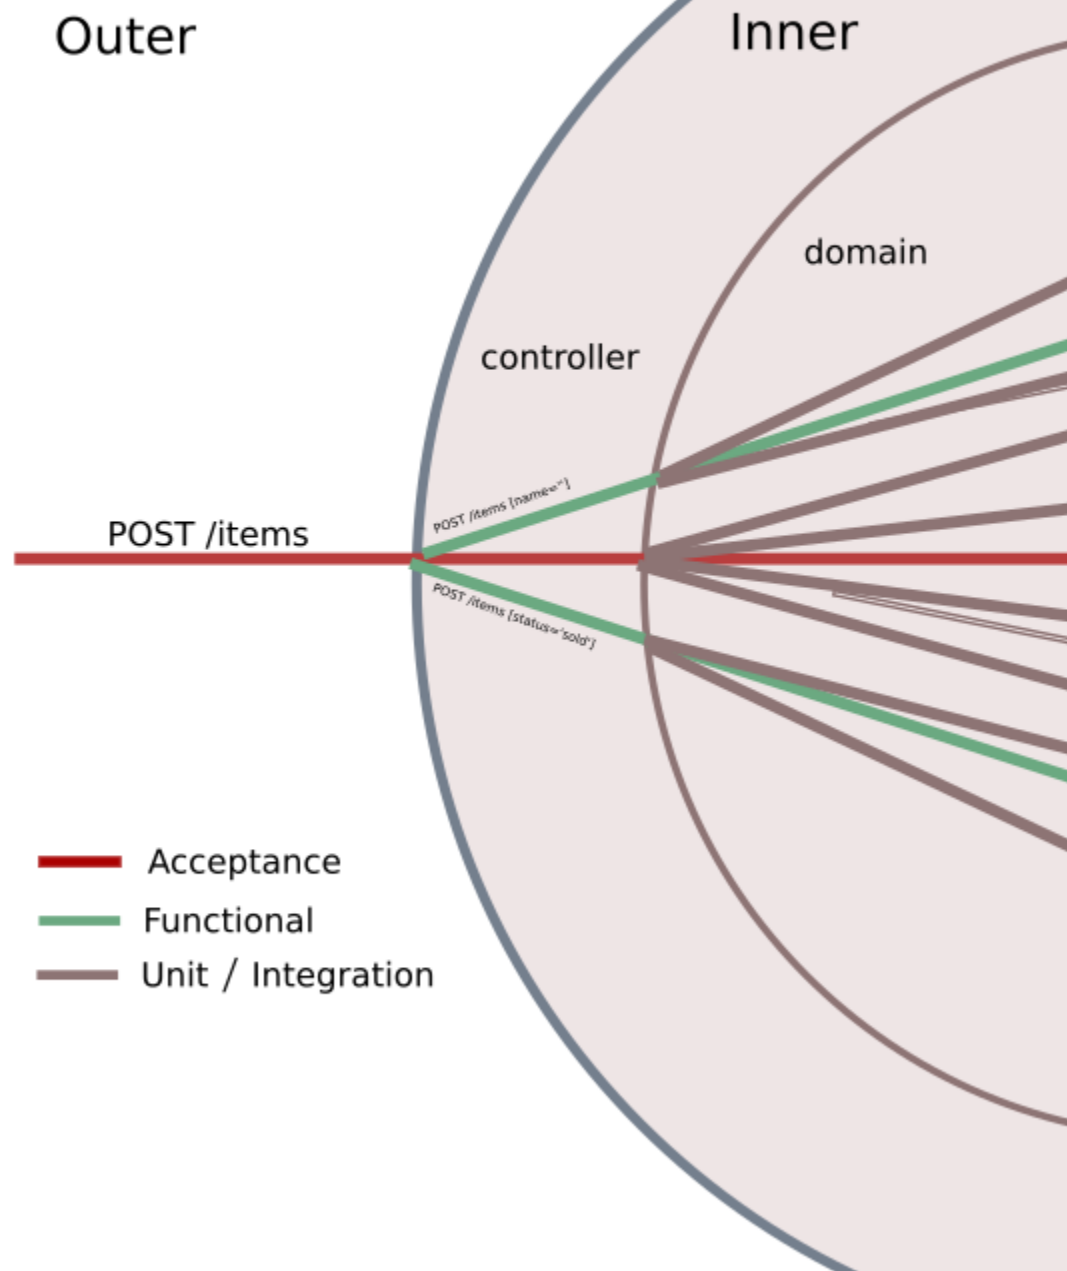 Outer
Inner
domain
controller
POST /items [name='']
POST /items
POST /items [status='sold']
Acceptance
Functional
Unit / Integration